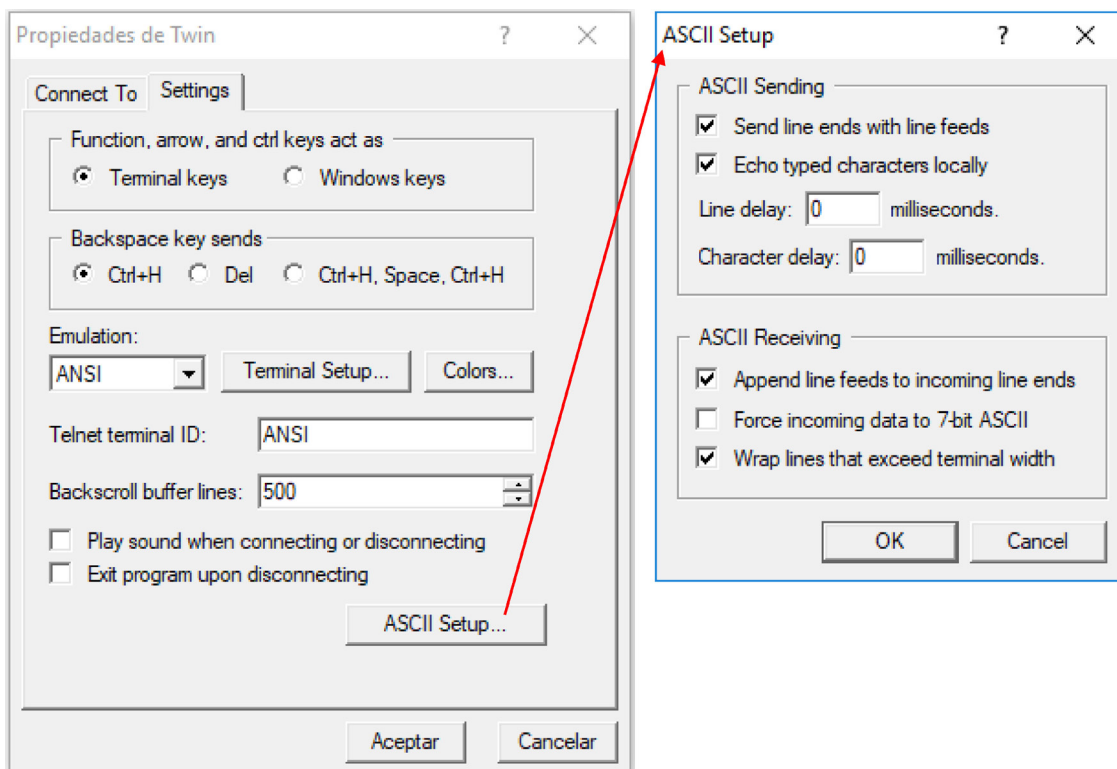 Propiedades de Twin
Connect To
Settings
Function, arrow, and ctrl keys act as
Terminal keys
Windows keys
Backspace key sends
Ctrl+H
Del
Ctrl+H, Space, Ctrl+H
Emulation:
ANSI
Terminal Setup...
Colors...
Telnet terminal ID:
ANSI
Backscroll buffer lines:
500
Play sound when connecting or disconnecting
Exit program upon disconnecting
ASCII Setup...
Aceptar
Cancelar
ASCII Setup
ASCII Sending
Send line ends with line feeds
Echo typed characters locally
Line delay: 0 milliseconds.
Character delay: 0 milliseconds.
ASCII Receiving
Append line feeds to incoming line ends
Force incoming data to 7-bit ASCII
Wrap lines that exceed terminal width
OK
Cancel